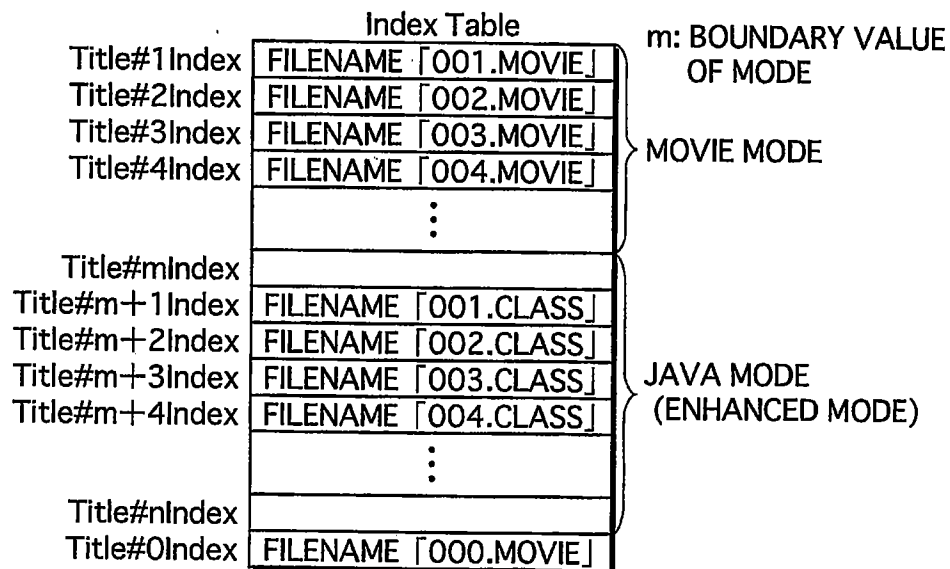 Index Table
m: BOUNDARY VALUE
OF MODE
Title#1Index FILENAME「001.MOVIE」
Title#2Index FILENAME「002.MOVIE」
Title#3Index FILENAME「003.MOVIE」
MOVIE MODE
Title#4Index FILENAME「004.MOVIE」
⋮
Title#mIndex
Title#m+1Index FILENAME「001.CLASS」
Title#m+2Index FILENAME「002.CLASS」
Title#m+3Index FILENAME「003.CLASS」
JAVA MODE
Title#m+4Index FILENAME「004.CLASS」
(ENHANCED MODE)
⋮
Title#nIndex
Title#0Index FILENAME「000.MOVIE」